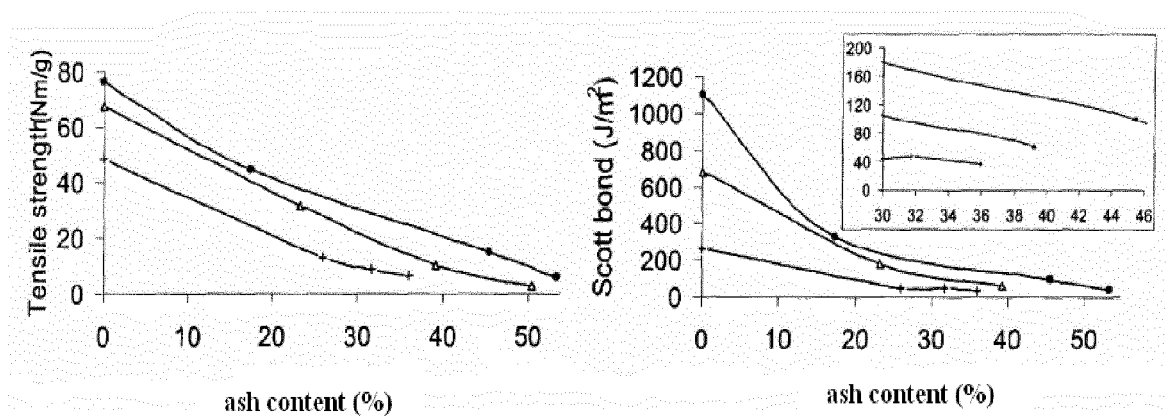 Tensile strength(Nm/g)
80
60
40
20
0
0 10 20 30 40 50
ash content (%)
Scott bond (J/m²)
1200
1000
800
600
400
200
0
0 10 20 30 40 50
ash content (%)
200
160
120
80
40
0
30 32 34 36 38 40 42 44 46